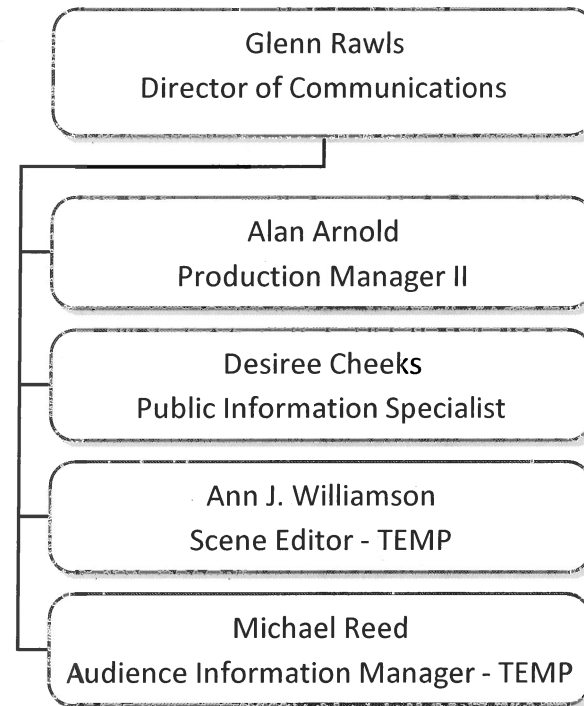 Glenn Rawls
Director of Communications
Alan Arnold
Production Manager II
Desiree Cheeks
Public Information Specialist
Ann J. Williamson
Scene Editor - TEMP
Michael Reed
Audience Information Manager - TEMP